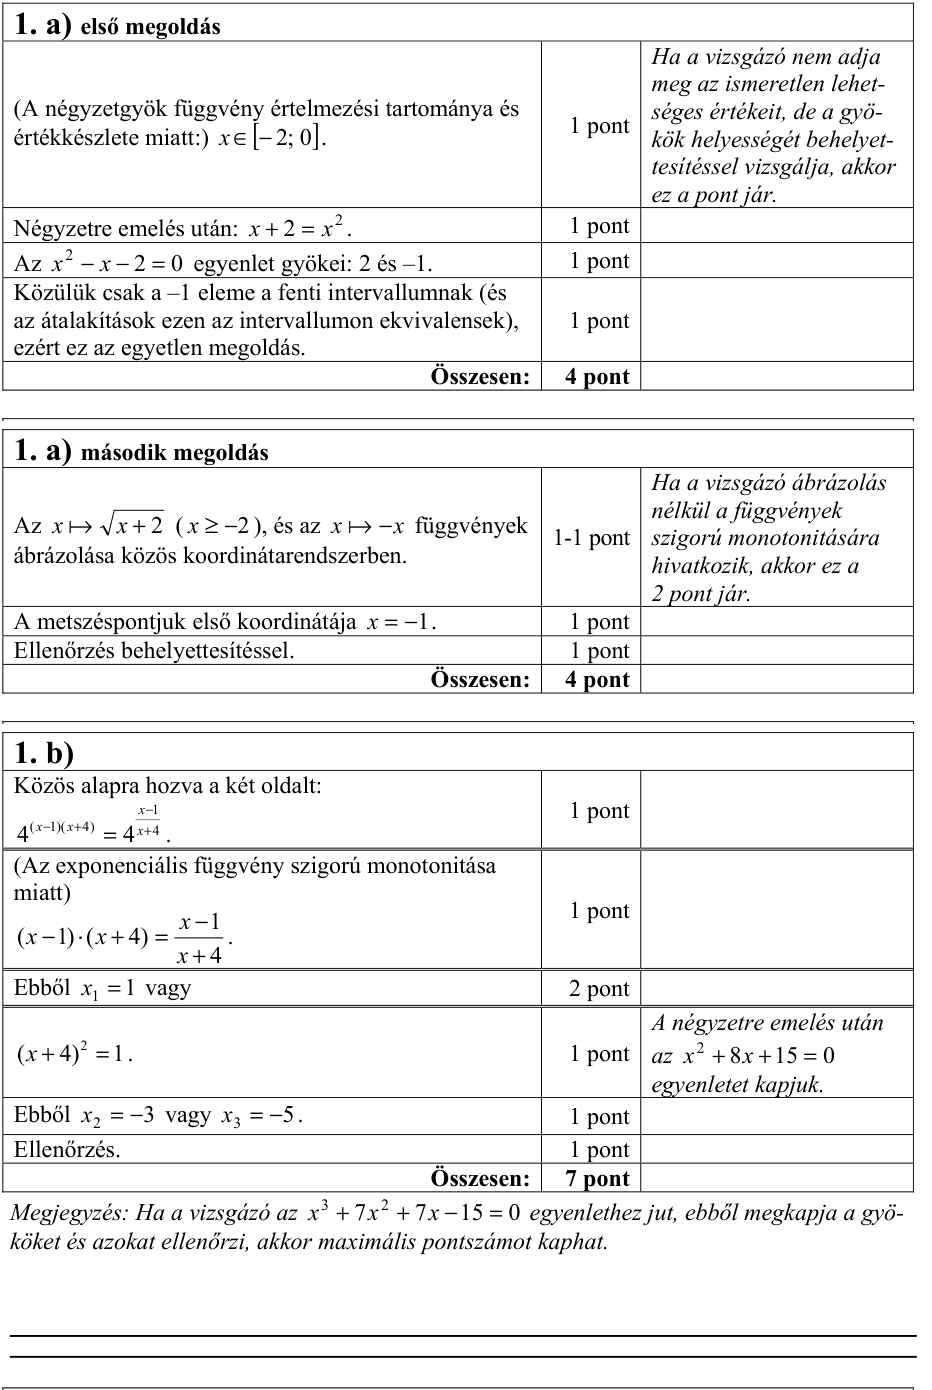 1. a) első megoldás
(A négyzetgyök függvény értelmezési tartománya és
értékkészlete miatt:) x ∈ [−2; 0].
1 pont
Ha a vizsgázó nem adja
meg az ismeretlen lehet-
séges értékeit, de a gyö-
kök helyességét behelyet-
tesítéssel vizsgálja, akkor
ez a pont jár.
Négyzetre emelés után: x + 2 = x².
1 pont
Az x² − x − 2 = 0 egyenlet gyökei: 2 és –1.
1 pont
Közülük csak a –1 eleme a fenti intervallumnak (és
az átalakítások ezen az intervallumon ekvivalensek),
ezért ez az egyetlen megoldás.
1 pont
Összesen: 4 pont
1. a) második megoldás
Az x ↦ √(x + 2) ( x ≥ −2 ), és az x ↦ −x függvények
ábrázolása közös koordinátarendszerben.
1-1 pont
Ha a vizsgázó ábrázolás
nélkül a függvények
szigorú monotonitására
hivatkozik, akkor ez a
2 pont jár.
A metszéspontjuk első koordinátája x = −1.
1 pont
Ellenőrzés behelyettesítéssel.
1 pont
Összesen: 4 pont
1. b)
Közös alapra hozva a két oldalt:
4^((x−1)(x+4)) = 4^((x−1)/(x+4)).
1 pont
(Az exponenciális függvény szigorú monotonitása
miatt)
(x − 1) · (x + 4) = (x − 1)/(x + 4).
1 pont
Ebből x₁ = 1 vagy
2 pont
(x + 4)² = 1.
1 pont
A négyzetre emelés után
az x² + 8x + 15 = 0
egyenletet kapjuk.
Ebből x₂ = −3 vagy x₃ = −5.
1 pont
Ellenőrzés.
1 pont
Összesen: 7 pont
Megjegyzés: Ha a vizsgázó az x³ + 7x² + 7x − 15 = 0 egyenlethez jut, ebből megkapja a gyö-
köket és azokat ellenőrzi, akkor maximális pontszámot kaphat.